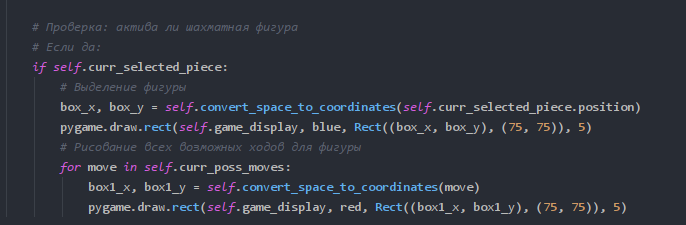 # Проверка: актива ли шахматная фигура
# Если да:
if self.curr_selected_piece:
# Выделение фигуры
box_x, box_y = self.convert_space_to_coordinates(self.curr_selected_piece.position)
pygame.draw.rect(self.game_display, blue, Rect((box_x, box_y), (75, 75)), 5)
# Рисование всех возможных ходов для фигуры
for move in self.curr_poss_moves:
box1_x, box1_y = self.convert_space_to_coordinates(move)
pygame.draw.rect(self.game_display, red, Rect((box1_x, box1_y), (75, 75)), 5)